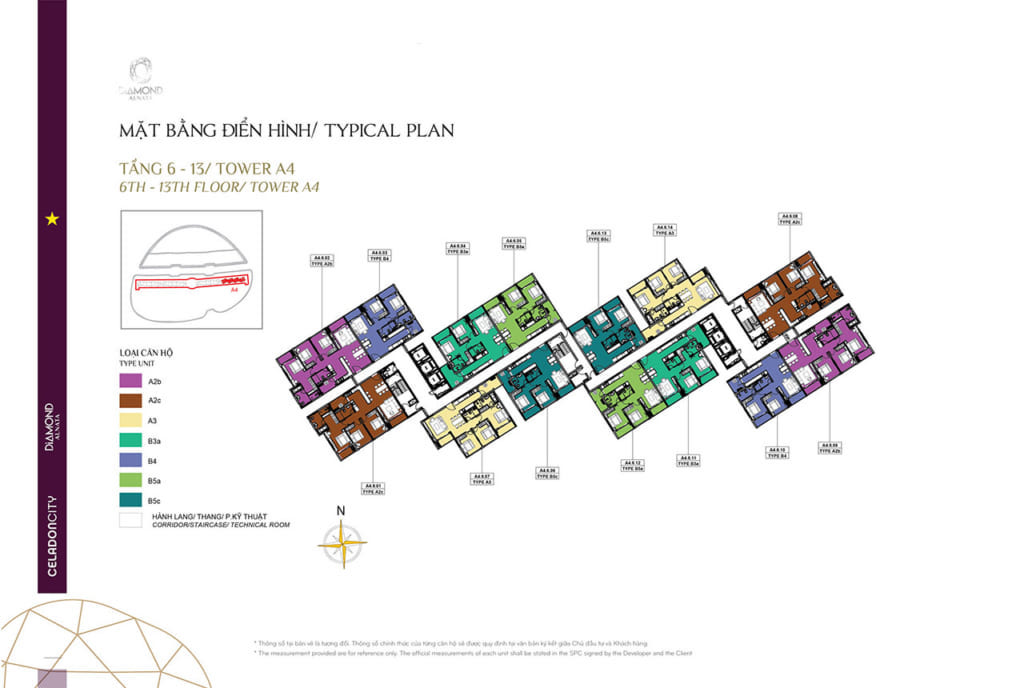 DIAMOND
ALNATA
MẶT BẰNG ĐIỂN HÌNH/ TYPICAL PLAN
TẦNG 6 - 13/ TOWER A4
6TH - 13TH FLOOR/ TOWER A4
A4
LOẠI CĂN HỘ
TYPE UNIT
A2b
A2c
A3
B3a
B4
B5a
B5c
HÀNH LANG/ THANG/ P.KỸ THUẬT
CORRIDOR/STAIRCASE/ TECHNICAL ROOM
A4.6.02
TYPE A2b
A4.6.03
TYPE B4
A4.6.04
TYPE B3a
A4.6.05
TYPE B5a
A4.6.13
TYPE B5c
A4.6.14
TYPE A3
A4.6.08
TYPE A2c
A4.6.01
TYPE A2c
A4.6.07
TYPE A3
A4.6.06
TYPE B5c
A4.6.12
TYPE B5a
A4.6.11
TYPE B3a
A4.6.10
TYPE B4
A4.6.09
TYPE A2b
N
DIAMOND
ALNATA
CELADONCITY
* Thông số tại bản vẽ là tương đối. Thông số chính thức của từng căn hộ sẽ được quy định tại văn bản ký kết giữa Chủ đầu tư và Khách hàng
* The measurement provided are for reference only. The offical measurements of each unit shall be stated in the SPC signed by the Developer and the Client